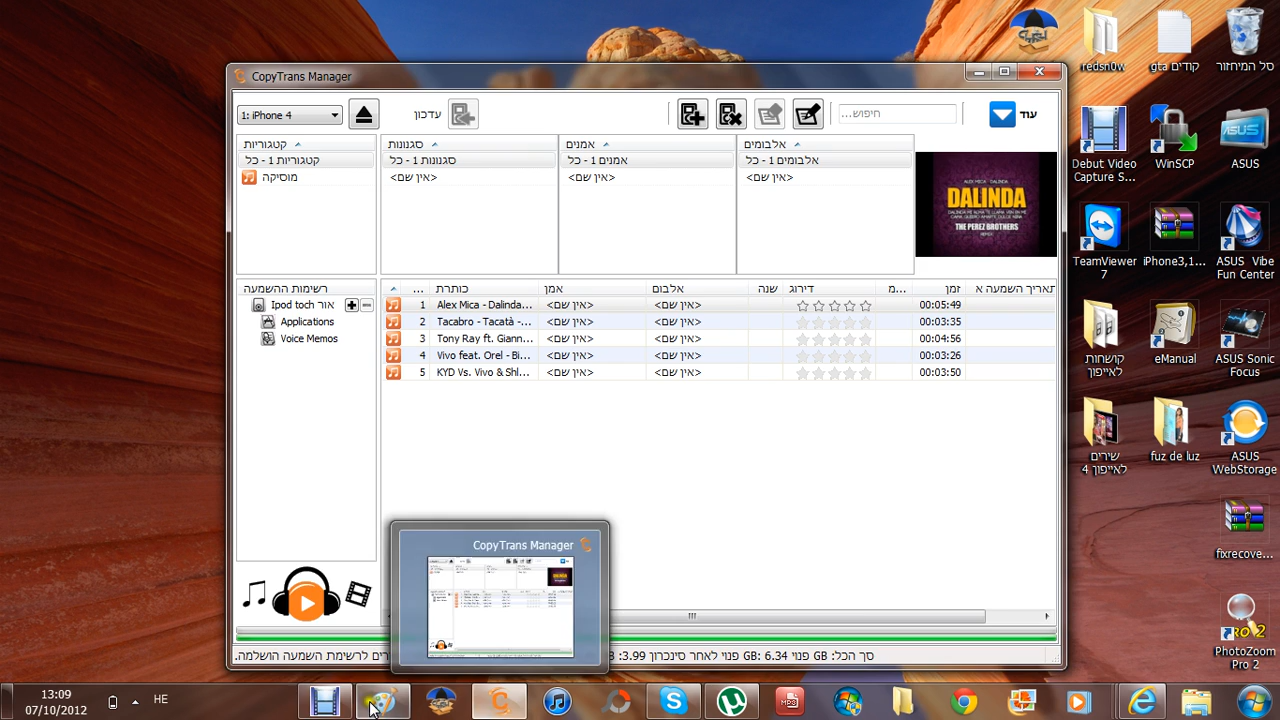 CopyTrans Manager
1: iPhone 4
עדכון
חיפוש...
עוד
קטגוריות
קטגוריות 1 - כל
מוסיקה
סגנונות
סגנונות 1 - כל
<אין שם>
אמנים
אמנים 1 - כל
<אין שם>
אלבומים
אלבומים 1 - כל
<אין שם>
ALEX MICA - DALINDA
DALINDA
THE PEREZ BROTHERS
REMIX
רשימות ההשמעה
Ipod toch אור
Applications
Voice Memos
... כותרת אמן אלבום שנה דירוג מ... זמן תאריך השמעה א
1 Alex Mica - Dalinda... <אין שם> <אין שם> 00:05:49
2 Tacabro - Tacatà -... <אין שם> <אין שם> 00:03:35
3 Tony Ray ft. Giann... <אין שם> <אין שם> 00:04:56
4 Vivo feat. Orel - Bi... <אין שם> <אין שם> 00:03:26
5 KYD Vs. Vivo & Shl... <אין שם> <אין שם> 00:03:50
CopyTrans Manager
סך הכל: GB פנוי 6.34 :GB פנוי לאחר סינכרון 3.99
רים לרשימת השמעה הושלמה.
redsn0w
קודים gta
סל המיחזור
Debut Video
Capture S...
WinSCP
ASUS
TeamViewer
7
iPhone3,1...
ASUS Vibe
Fun Center
קושחות
לאייפון
eManual
ASUS Sonic
Focus
שירים
לאייפון 4
fuz de luz
ASUS
WebStorage
fixrecove...
PhotoZoom
Pro 2
13:09
07/10/2012
HE